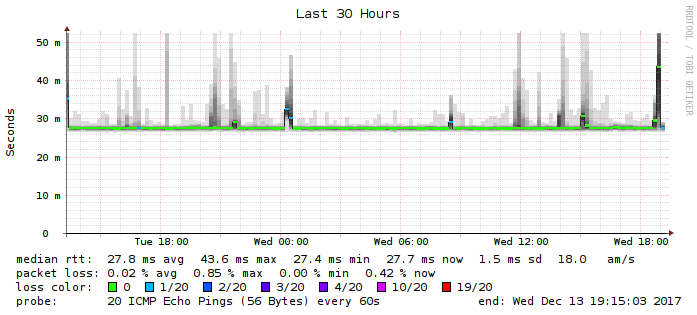 Last 30 Hours
RRDTOOL / TOBI OETIKER
Seconds
50 m
40 m
30 m
20 m
10 m
0
Tue 18:00 Wed 00:00 Wed 06:00 Wed 12:00 Wed 18:00
median rtt: 27.8 ms avg 43.6 ms max 27.4 ms min 27.7 ms now 1.5 ms sd 18.0 am/s
packet loss: 0.02 % avg 0.85 % max 0.00 % min 0.42 % now
loss color: 0 1/20 2/20 3/20 4/20 10/20 19/20
probe: 20 ICMP Echo Pings (56 Bytes) every 60s end: Wed Dec 13 19:15:03 2017